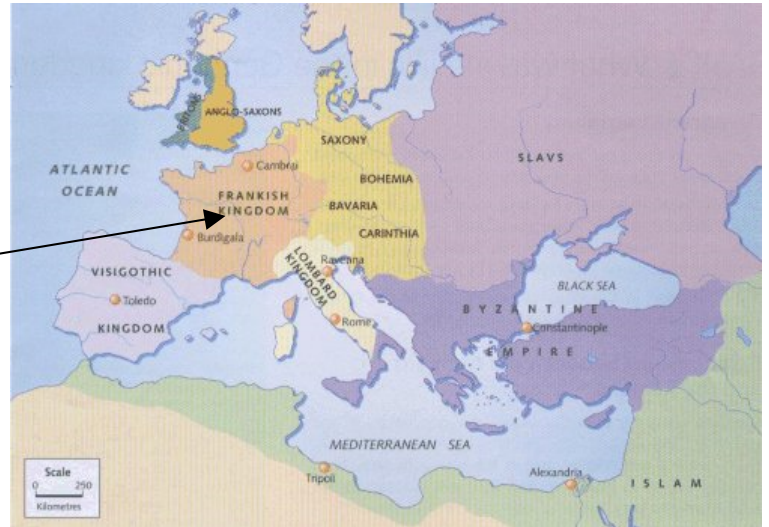 ANGLO-SAXONS
SAXONY
SLAVS
Cambrai
ATLANTIC
OCEAN
BOHEMIA
FRANKISH
KINGDOM
BAVARIA
CARINTHIA
Burdigala
LOMBARD
KINGDOM
Ravenna
VISIGOTHIC
BLACK SEA
Toledo
BYZANTINE
Rome
Constantinople
KINGDOM
EMPIRE
MEDITERRANEAN SEA
Scale
0 250
Kilometres
Tripoli
Alexandria
ISLAM